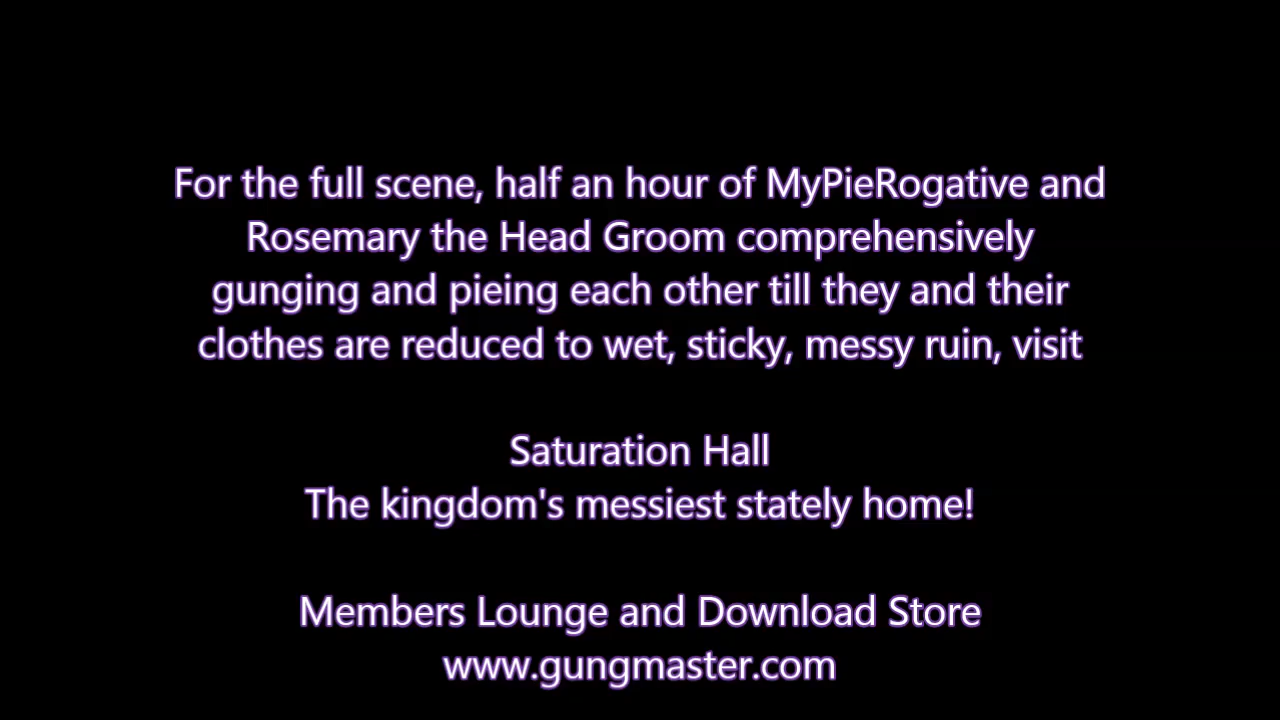 For the full scene, half an hour of MyPieRogative and
Rosemary the Head Groom comprehensively
gunging and pieing each other till they and their
clothes are reduced to wet, sticky, messy ruin, visit
Saturation Hall
The kingdom's messiest stately home!
Members Lounge and Download Store
www.gungmaster.com